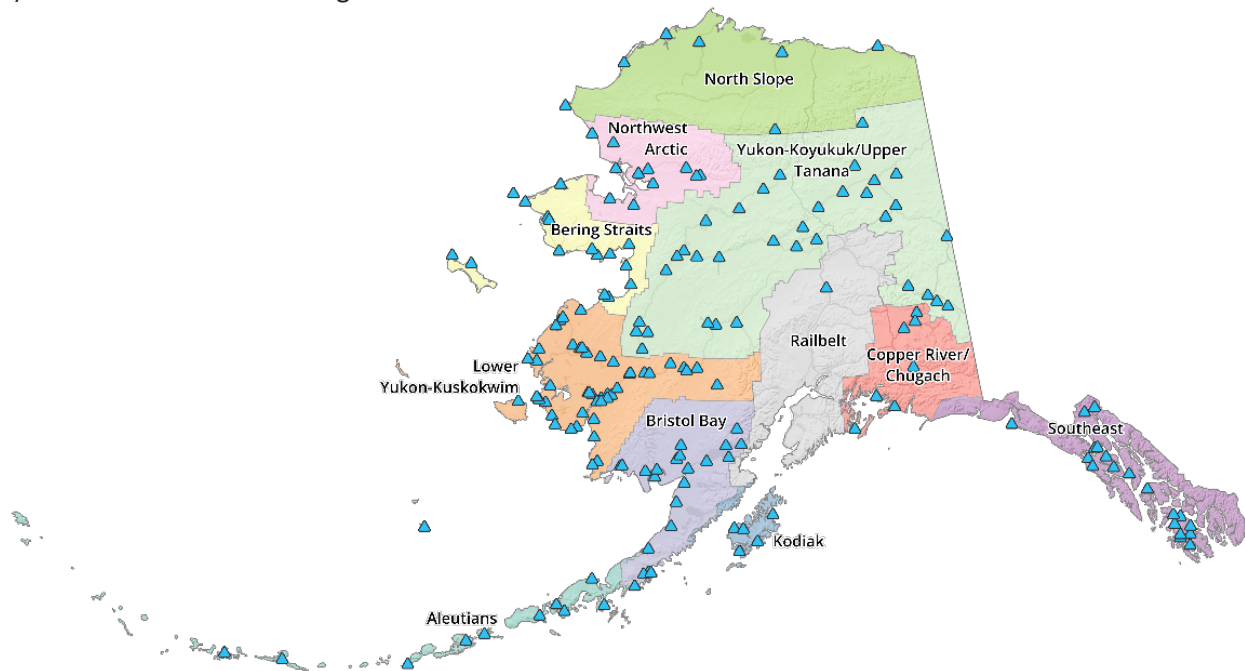 North Slope
Northwest
Arctic
Yukon-Koyukuk/Upper
Tanana
Bering Straits
Railbelt
Copper River/
Chugach
Lower
Yukon-Kuskokwim
Bristol Bay
Southeast
Kodiak
Aleutians